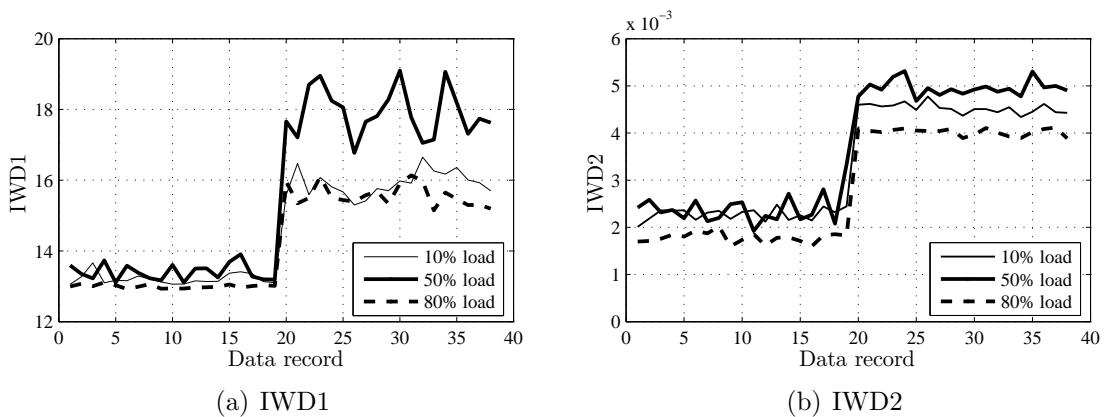 20
18
16
14
12
IWD1
0 5 10 15 20 25 30 35 40
Data record
10% load
50% load
80% load
(a) IWD1
x 10⁻³
6
5
4
3
2
1
0
IWD2
0 5 10 15 20 25 30 35 40
Data record
10% load
50% load
80% load
(b) IWD2